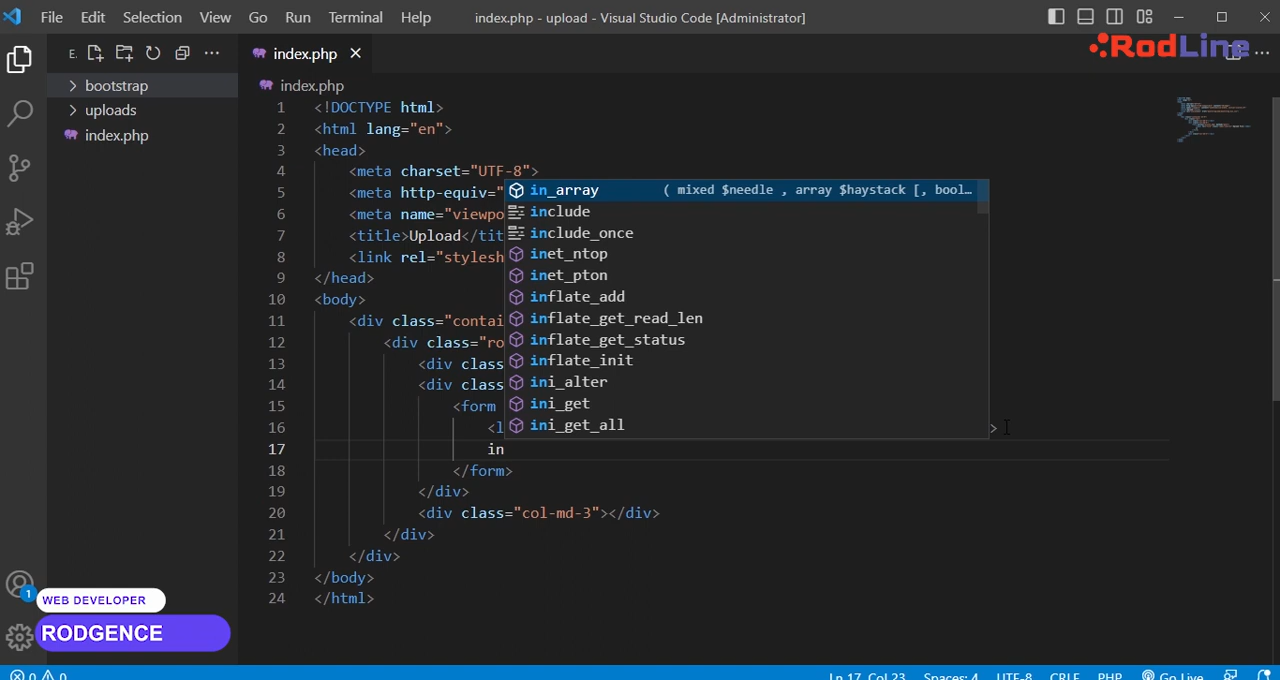 File Edit Selection View Go Run Terminal Help index.php - upload - Visual Studio Code [Administrator]
E. index.php
RodLine
bootstrap
uploads
index.php
index.php
1 <!DOCTYPE html>
2 <html lang="en">
3 <head>
4 <meta charset="UTF-8">
5 <meta http-equiv="
6 <meta name="viewpo
7 <title>Upload</tit
8 <link rel="stylesh
9 </head>
10 <body>
11 <div class="contai
12 <div class="ro
13 <div class
14 <div class
15 <form
16 <l >
17 in
18 </form>
19 </div>
20 <div class="col-md-3"></div>
21 </div>
22 </div>
23 </body>
24 </html>
in_array ( mixed $needle , array $haystack [, bool…
include
include_once
inet_ntop
inet_pton
inflate_add
inflate_get_read_len
inflate_get_status
inflate_init
ini_alter
ini_get
ini_get_all
1
WEB DEVELOPER
RODGENCE
0 0 Ln 17, Col 23 Spaces: 4 UTF-8 CRLF PHP Go Live